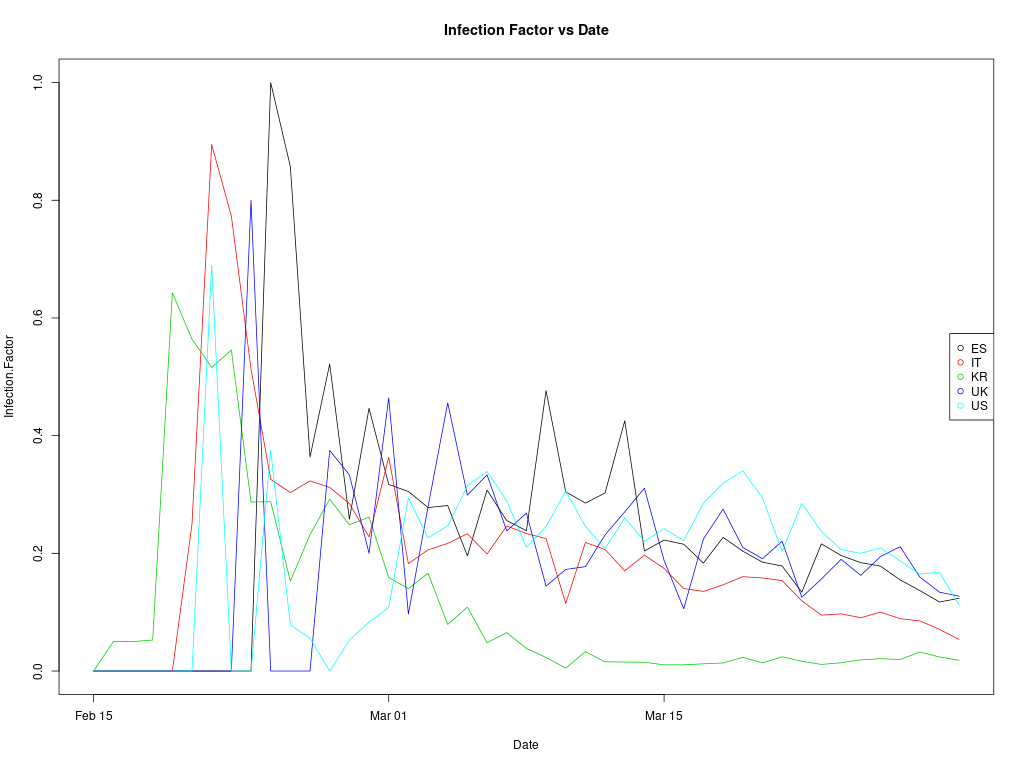 Infection Factor vs Date
Infection.Factor
1.0
0.8
0.6
0.4
0.2
0.0
ES
IT
KR
UK
US
Feb 15
Mar 01
Mar 15
Date